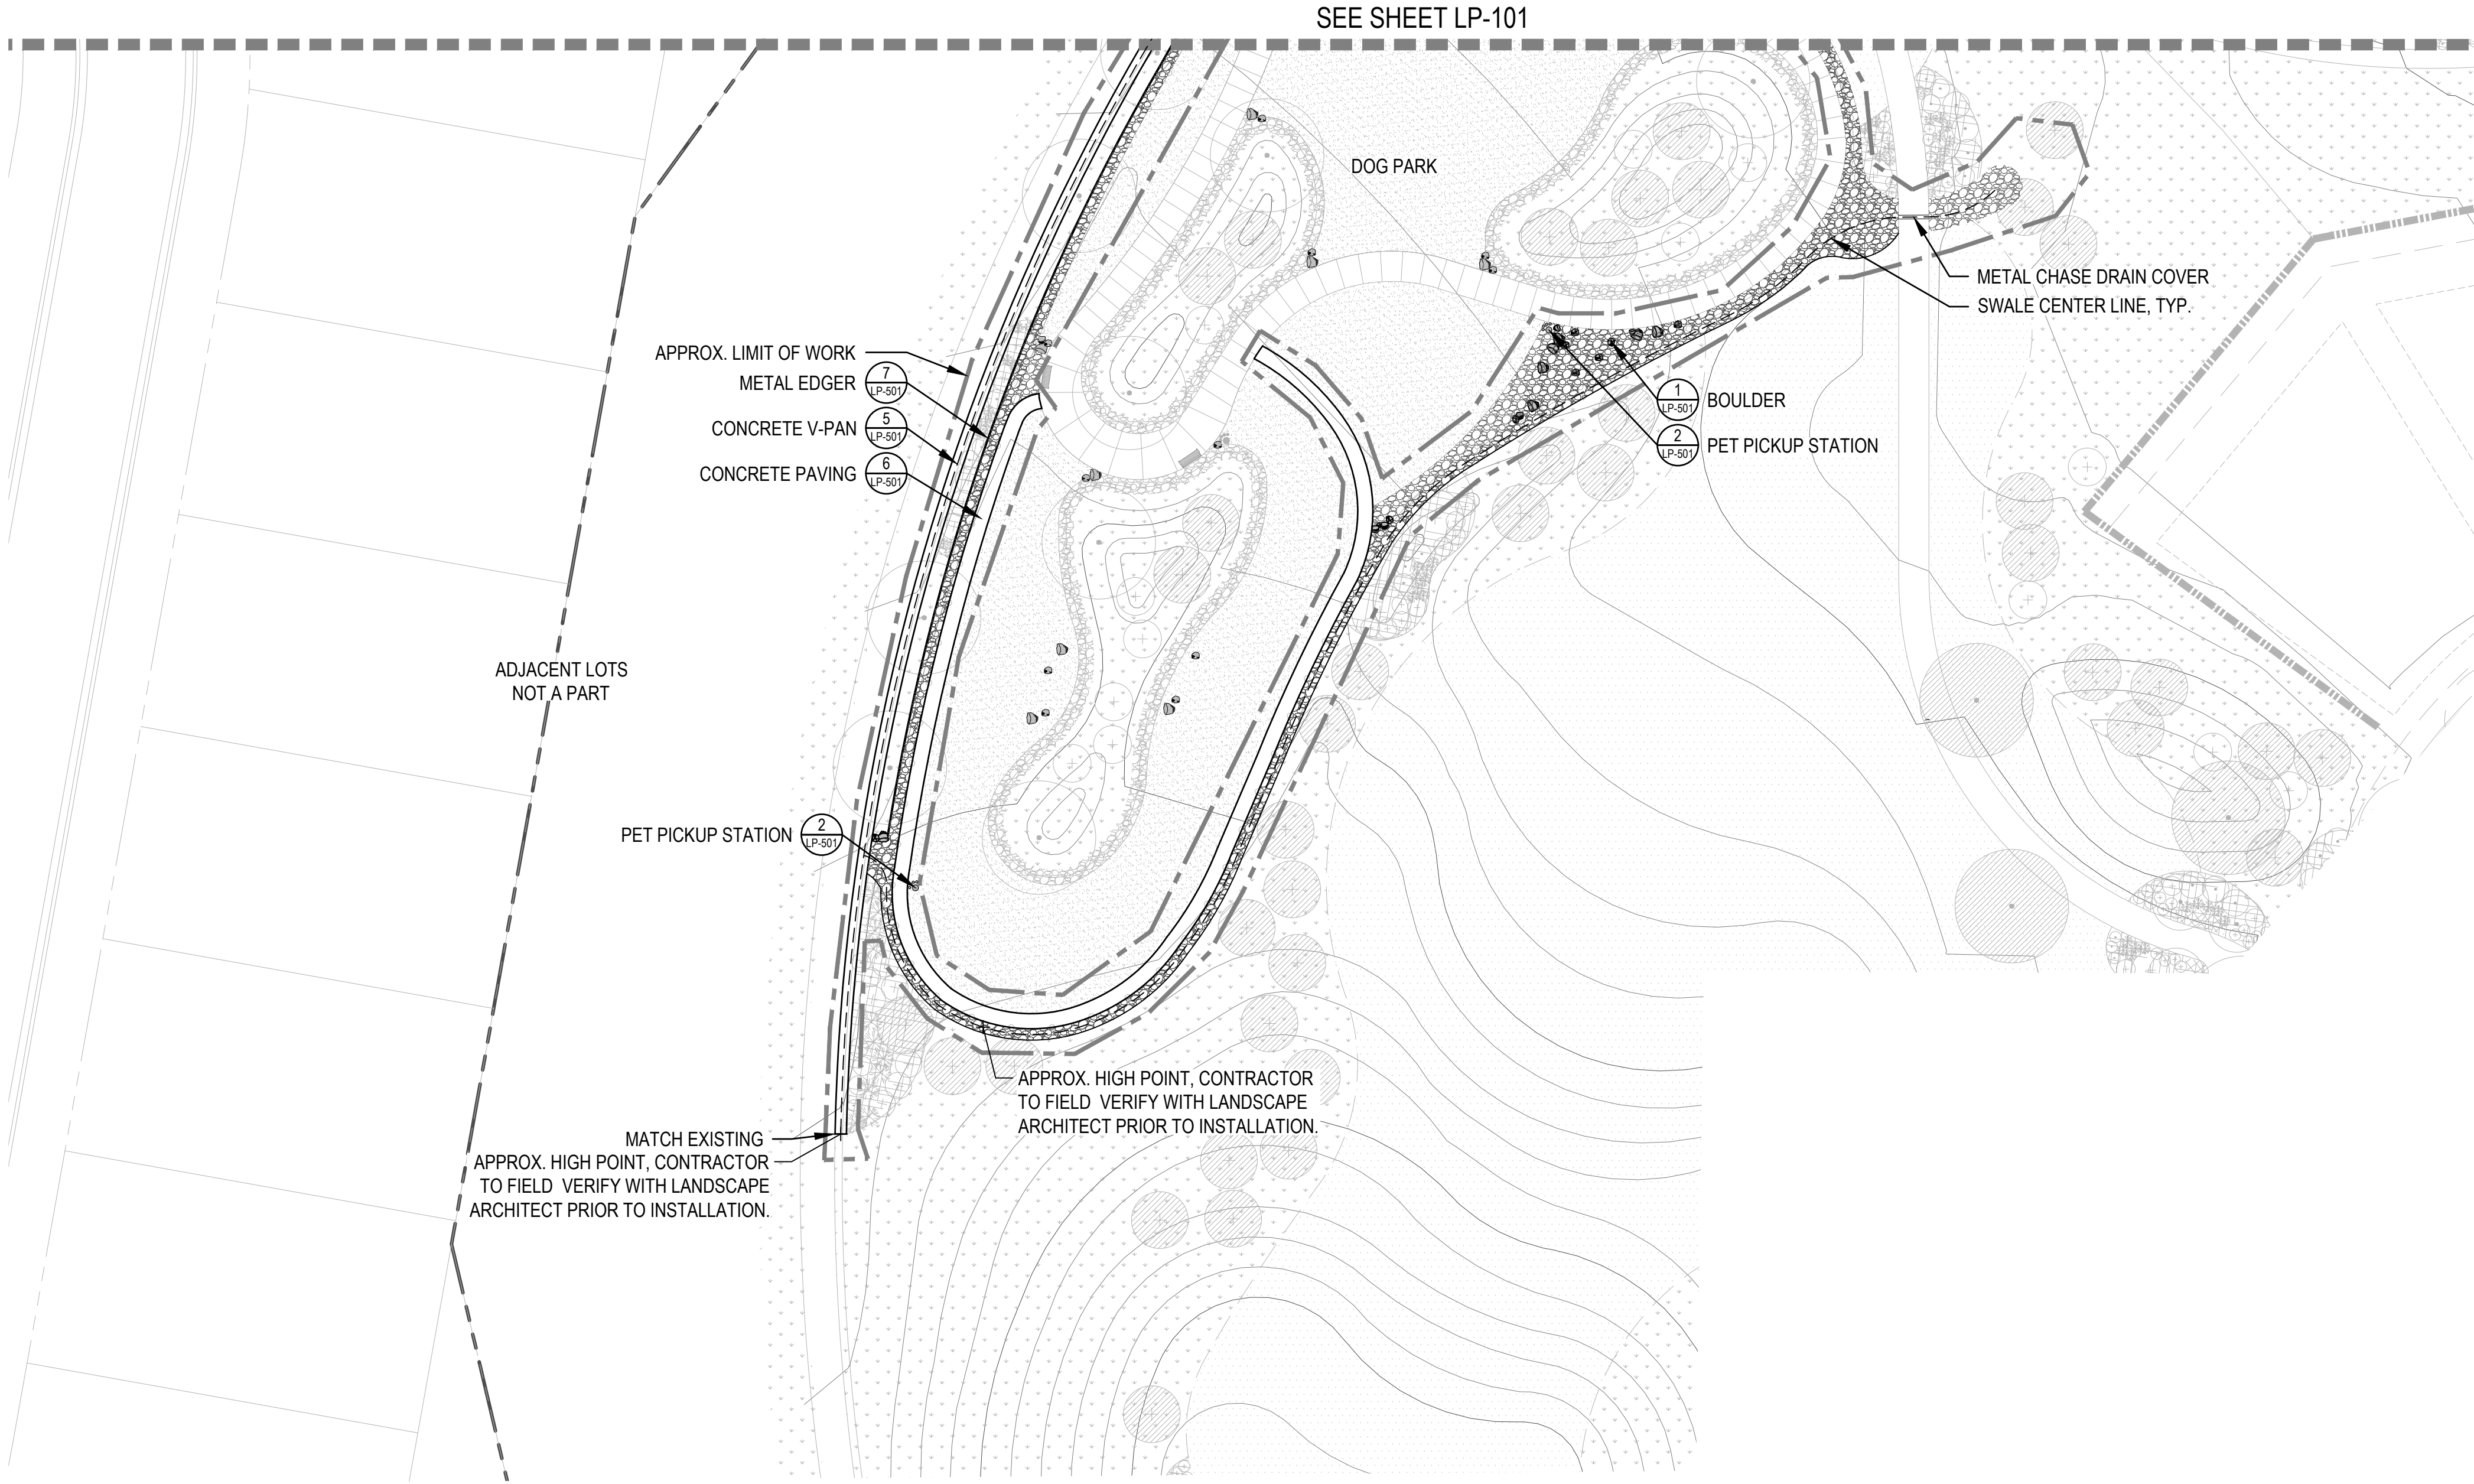 SEE SHEET LP-101
DOG PARK
METAL CHASE DRAIN COVER
SWALE CENTER LINE, TYP.
APPROX. LIMIT OF WORK
METAL EDGER
7
LP-501
CONCRETE V-PAN
5
LP-501
CONCRETE PAVING
6
LP-501
1
LP-501
BOULDER
2
LP-501
PET PICKUP STATION
ADJACENT LOTS
NOT A PART
PET PICKUP STATION
2
LP-501
APPROX. HIGH POINT, CONTRACTOR
TO FIELD  VERIFY WITH LANDSCAPE
ARCHITECT PRIOR TO INSTALLATION.
MATCH EXISTING
APPROX. HIGH POINT, CONTRACTOR
TO FIELD  VERIFY WITH LANDSCAPE
ARCHITECT PRIOR TO INSTALLATION.